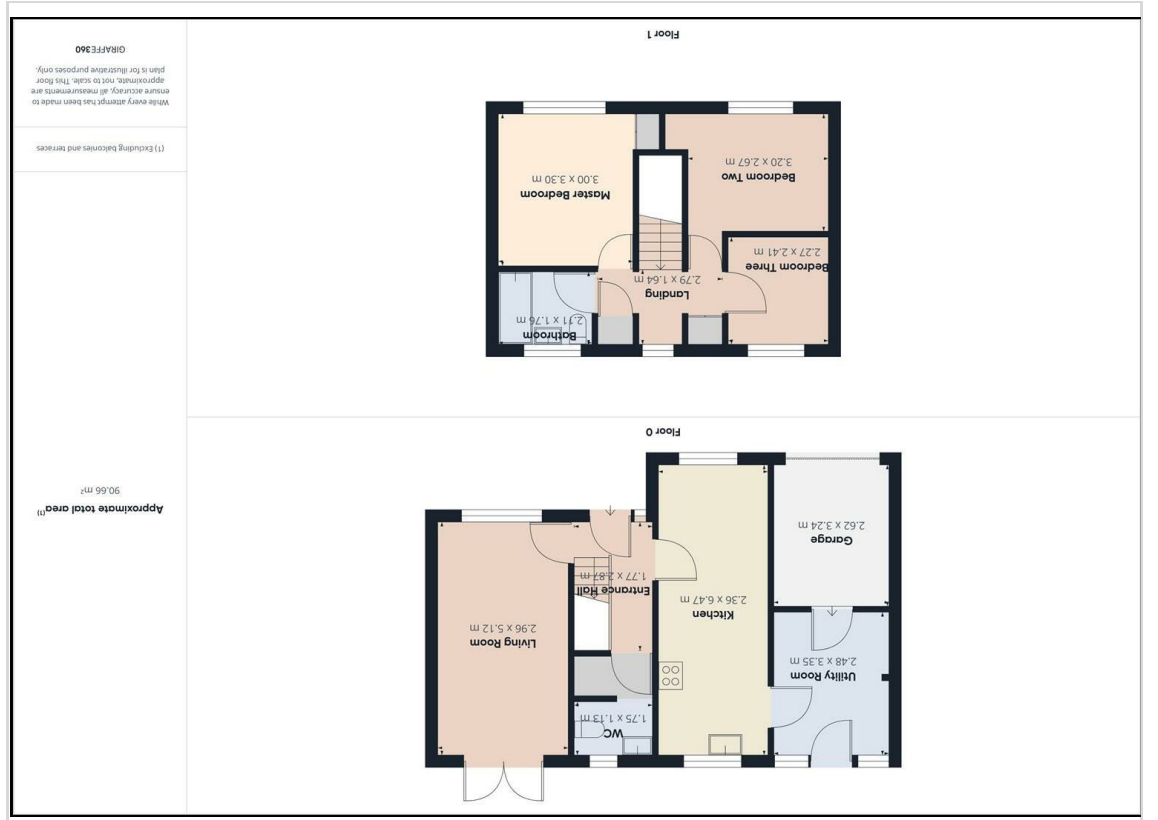 WC
1.75 x 1.13 m
Utility Room
2.48 x 3.35 m
Kitchen
2.36 x 6.47 m
Living Room
2.96 x 5.12 m
Entrance Hall
1.77 x 2.87 m
Garage
2.62 x 3.24 m
Floor 0
Bathroom
2.11 x 1.76 m
Landing
2.79 x 1.64 m
Bedroom Three
2.27 x 2.41 m
Master Bedroom
3.00 x 3.30 m
Bedroom Two
3.20 x 2.67 m
Floor 1
Approximate total area(1)
90.66 m²
(1) Excluding balconies and terraces
While every attempt has been made to
ensure accuracy, all measurements are
approximate, not to scale. This floor
plan is for illustrative purposes only.
GIRAFFE360